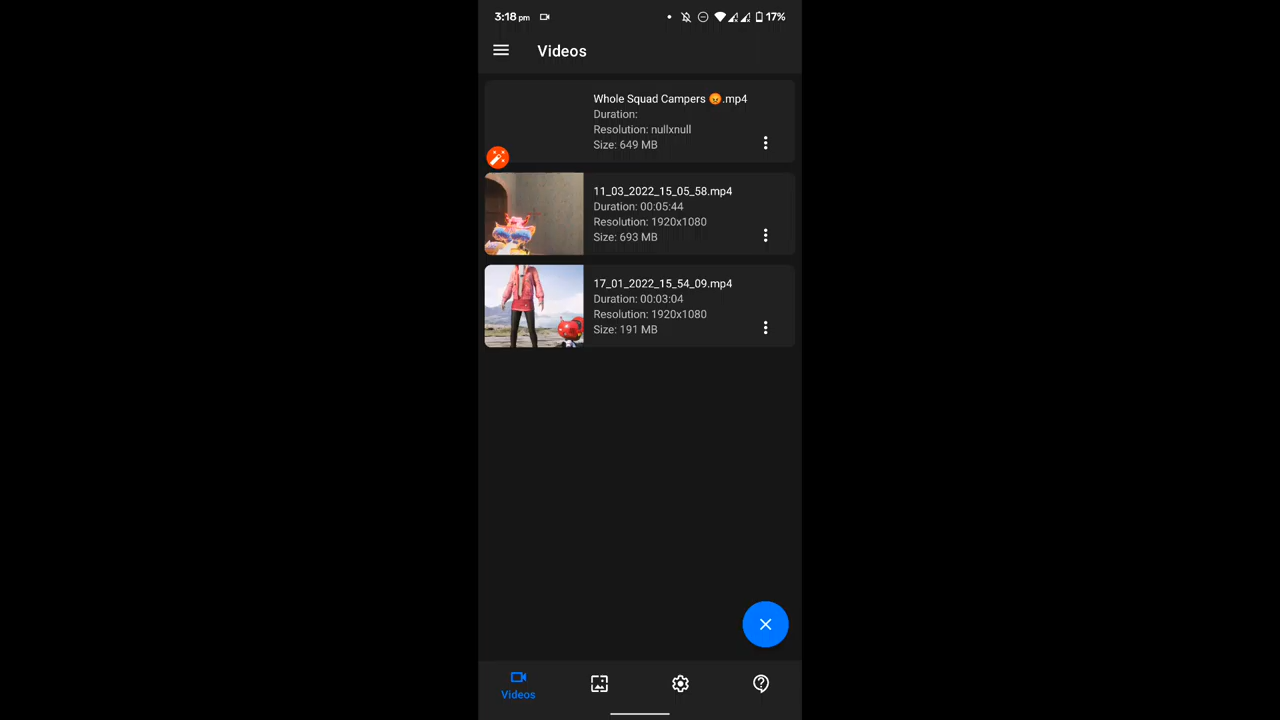 3:18 pm 17%
Videos
Whole Squad Campers 😡.mp4
Duration:
Resolution: nullxnull
Size: 649 MB
11_03_2022_15_05_58.mp4
Duration: 00:05:44
Resolution: 1920x1080
Size: 693 MB
17_01_2022_15_54_09.mp4
Duration: 00:03:04
Resolution: 1920x1080
Size: 191 MB
Videos